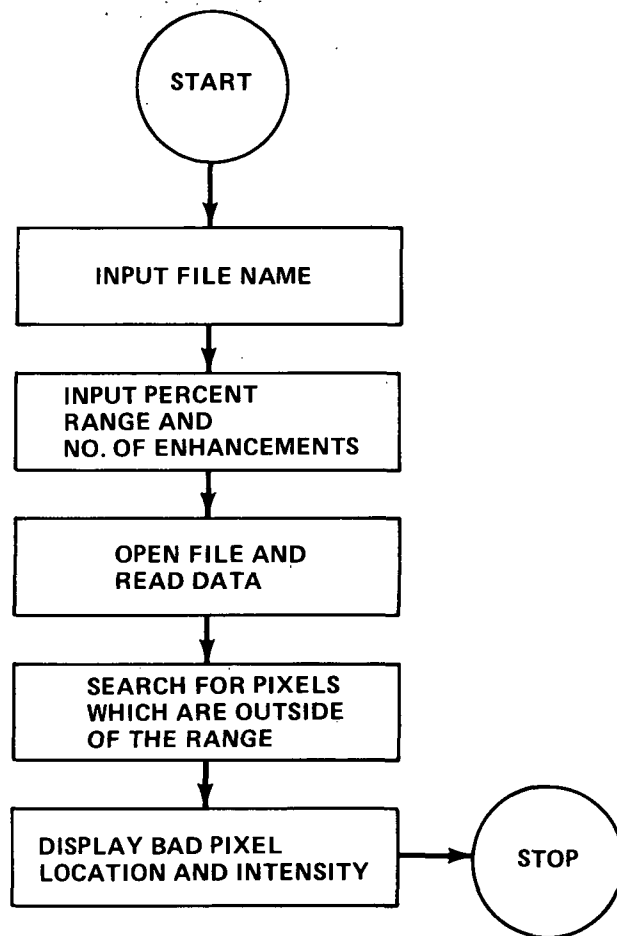 START
INPUT FILE NAME
INPUT PERCENT
RANGE AND
NO. OF ENHANCEMENTS
OPEN FILE AND
READ DATA
SEARCH FOR PIXELS
WHICH ARE OUTSIDE
OF THE RANGE
DISPLAY BAD PIXEL
LOCATION AND INTENSITY
STOP